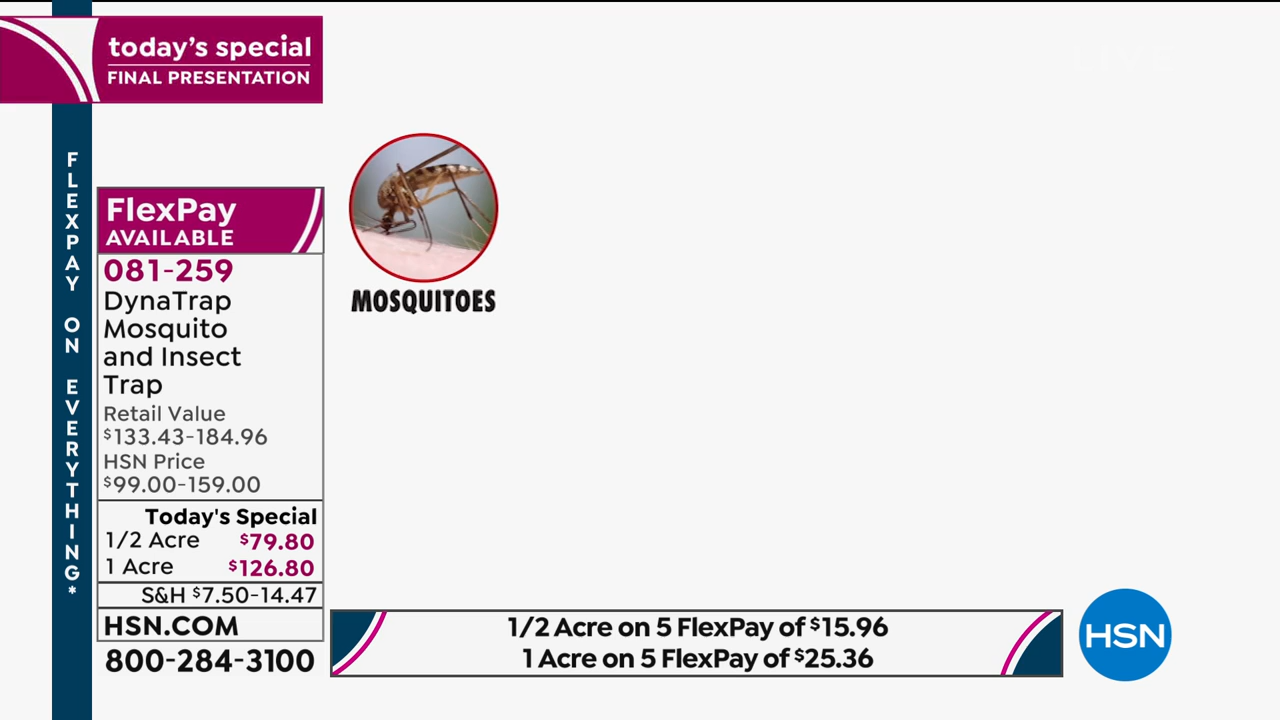 today's special
FINAL PRESENTATION
FLEXPAY ON EVERYTHING*
FlexPay
AVAILABLE
081-259
DynaTrap
Mosquito
and Insect
Trap
Retail Value
$133.43-184.96
HSN Price
$99.00-159.00
Today's Special
1/2 Acre $79.80
1 Acre $126.80
S&H $7.50-14.47
HSN.COM
800-284-3100
MOSQUITOES
1/2 Acre on 5 FlexPay of $15.96
1 Acre on 5 FlexPay of $25.36
HSN